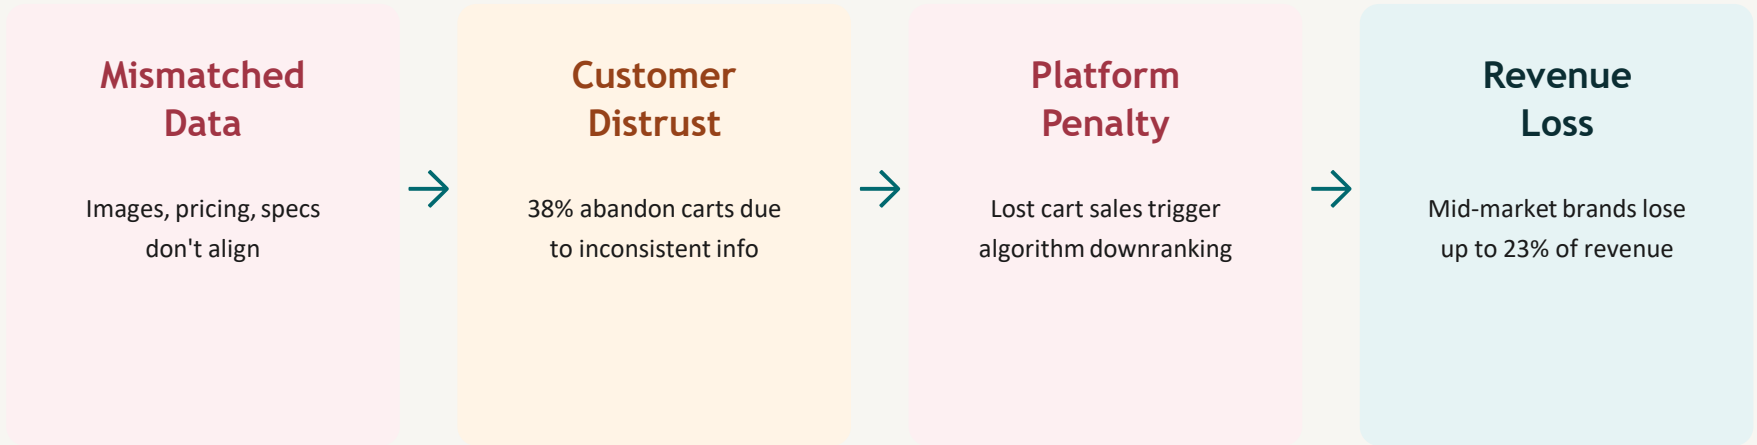 Mismatched
Data
Images, pricing, specs
don't align
Customer
Distrust
38% abandon carts due
to inconsistent info
Platform
Penalty
Lost cart sales trigger
algorithm downranking
Revenue
Loss
Mid-market brands lose
up to 23% of revenue